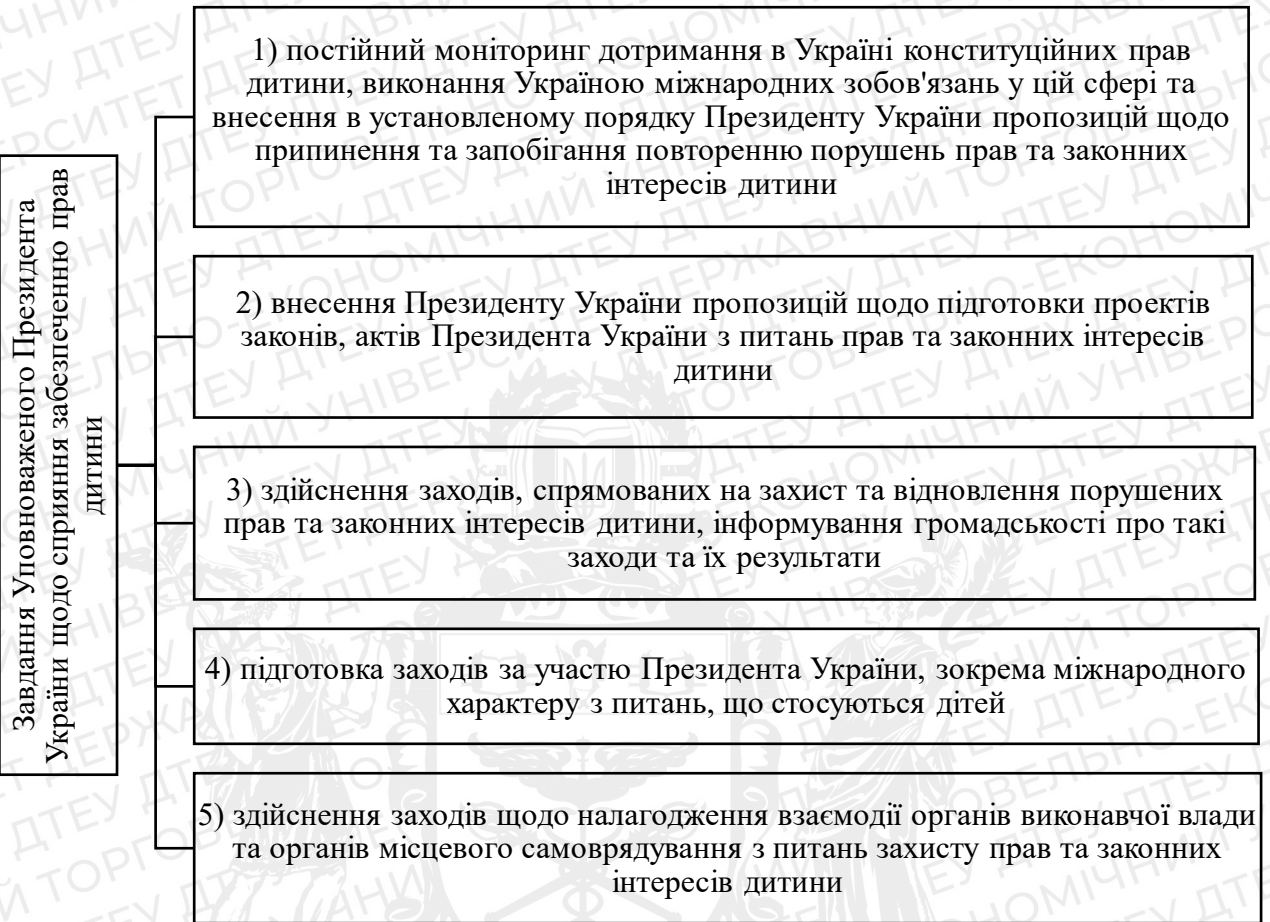 Завдання Уповноваженого Президента
України щодо сприяння забезпеченню прав
дитини
1) постійний моніторинг дотримання в Україні конституційних прав
дитини, виконання Україною міжнародних зобов'язань у цій сфері та
внесення в установленому порядку Президенту України пропозицій щодо
припинення та запобігання повторенню порушень прав та законних
інтересів дитини
2) внесення Президенту України пропозицій щодо підготовки проектів
законів, актів Президента України з питань прав та законних інтересів
дитини
3) здійснення заходів, спрямованих на захист та відновлення порушених
прав та законних інтересів дитини, інформування громадськості про такі
заходи та їх результати
4) підготовка заходів за участю Президента України, зокрема міжнародного
характеру з питань, що стосуються дітей
5) здійснення заходів щодо налагодження взаємодії органів виконавчої влади
та органів місцевого самоврядування з питань захисту прав та законних
інтересів дитини